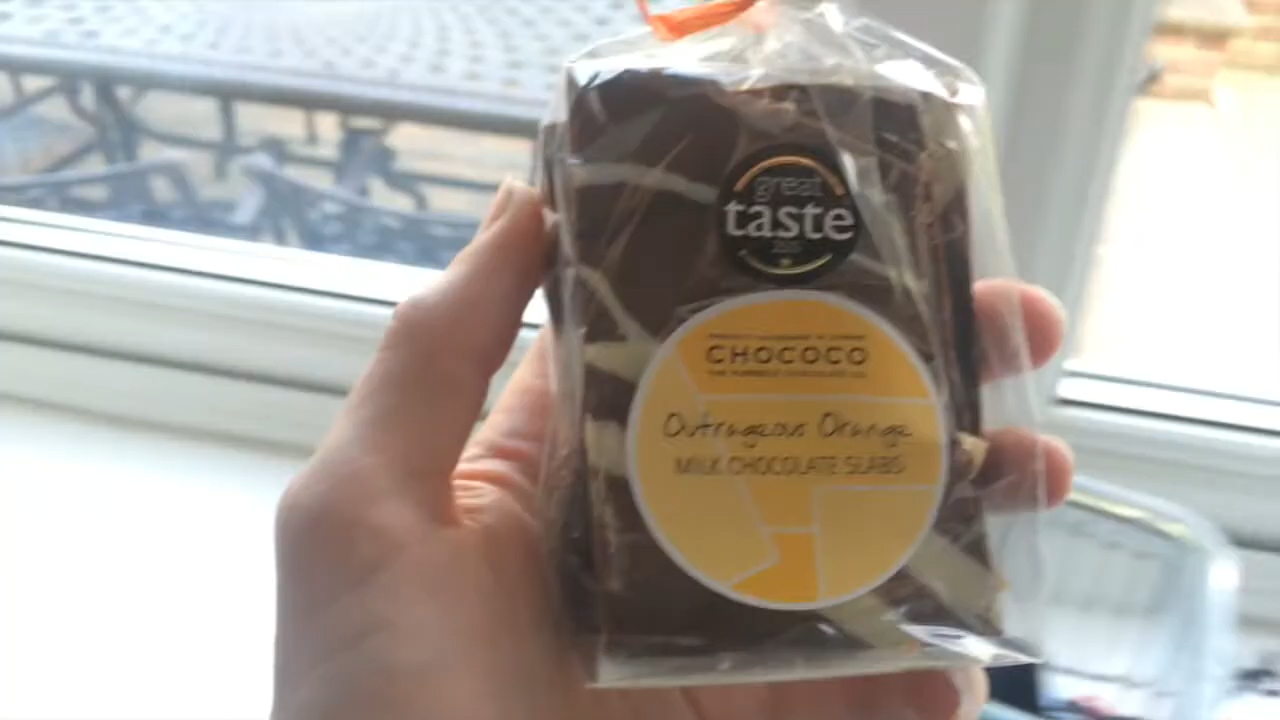 great
taste
CHOCOCO
Outrageous Orange
MILK CHOCOLATE SLABS